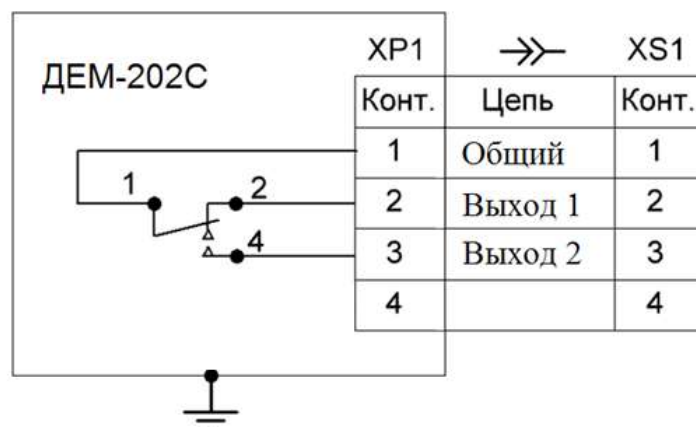 ДЕМ-202С
XP1 XS1
Конт. Цепь Конт.
1 Общий 1
2 Выход 1 2
3 Выход 2 3
4 4
1 2
4